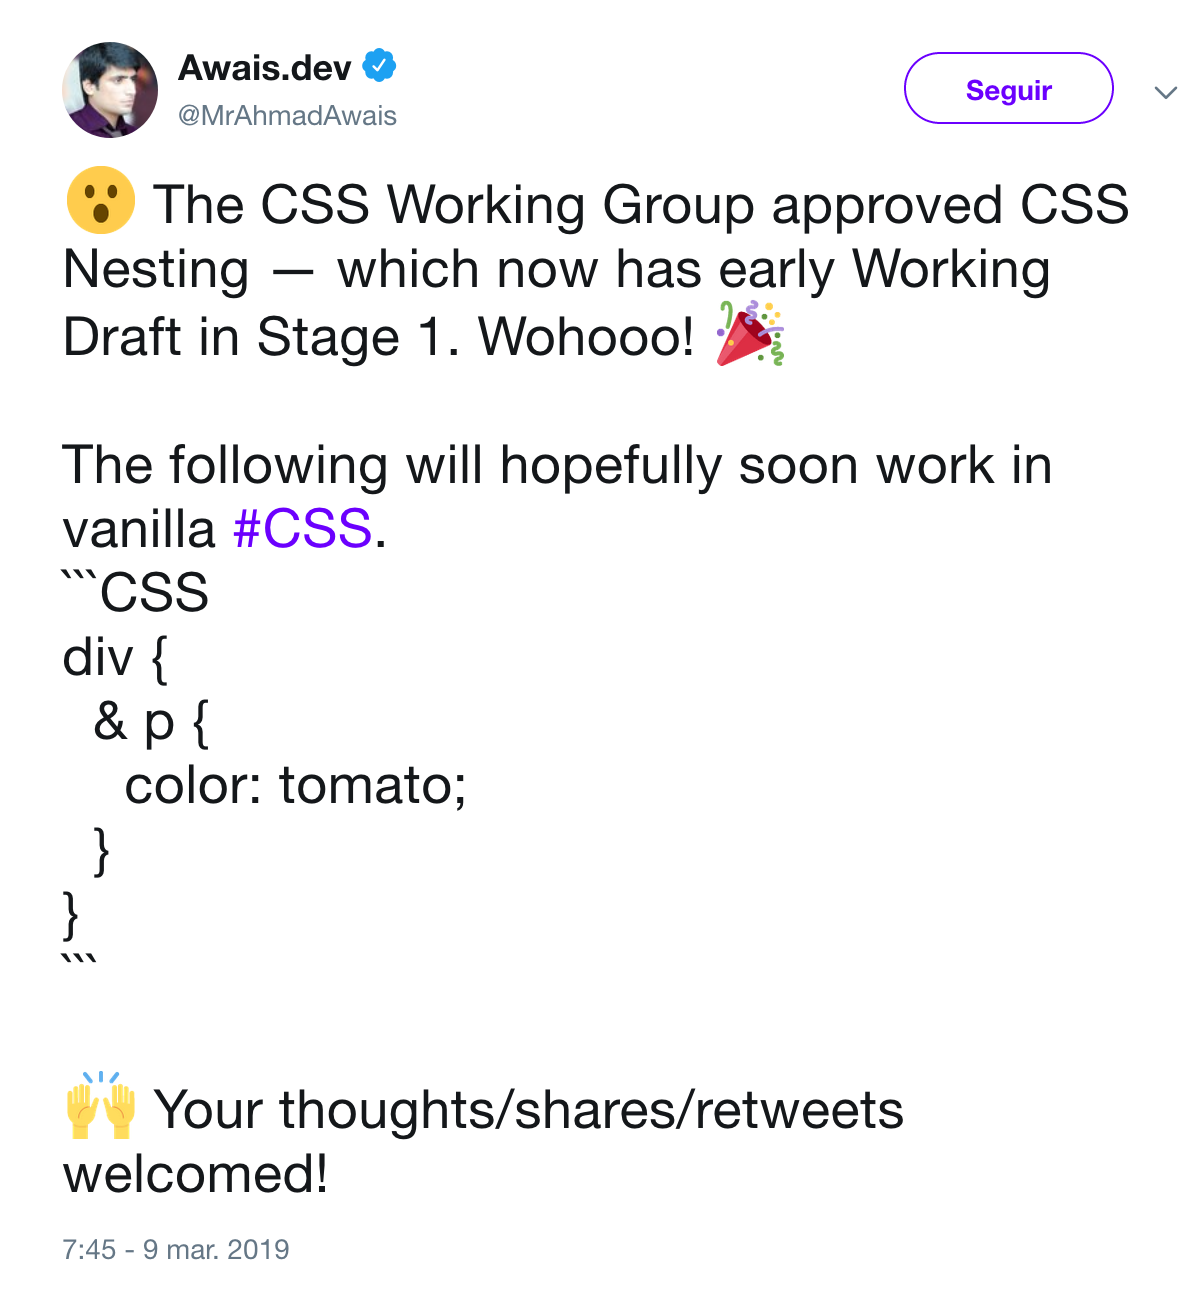 Awais.dev
@MrAhmadAwais
Seguir
😮 The CSS Working Group approved CSS
Nesting — which now has early Working
Draft in Stage 1. Wohooo! 🎉
The following will hopefully soon work in
vanilla #CSS.
```CSS
div {
& p {
color: tomato;
}
}
```
🙌 Your thoughts/shares/retweets
welcomed!
7:45 - 9 mar. 2019